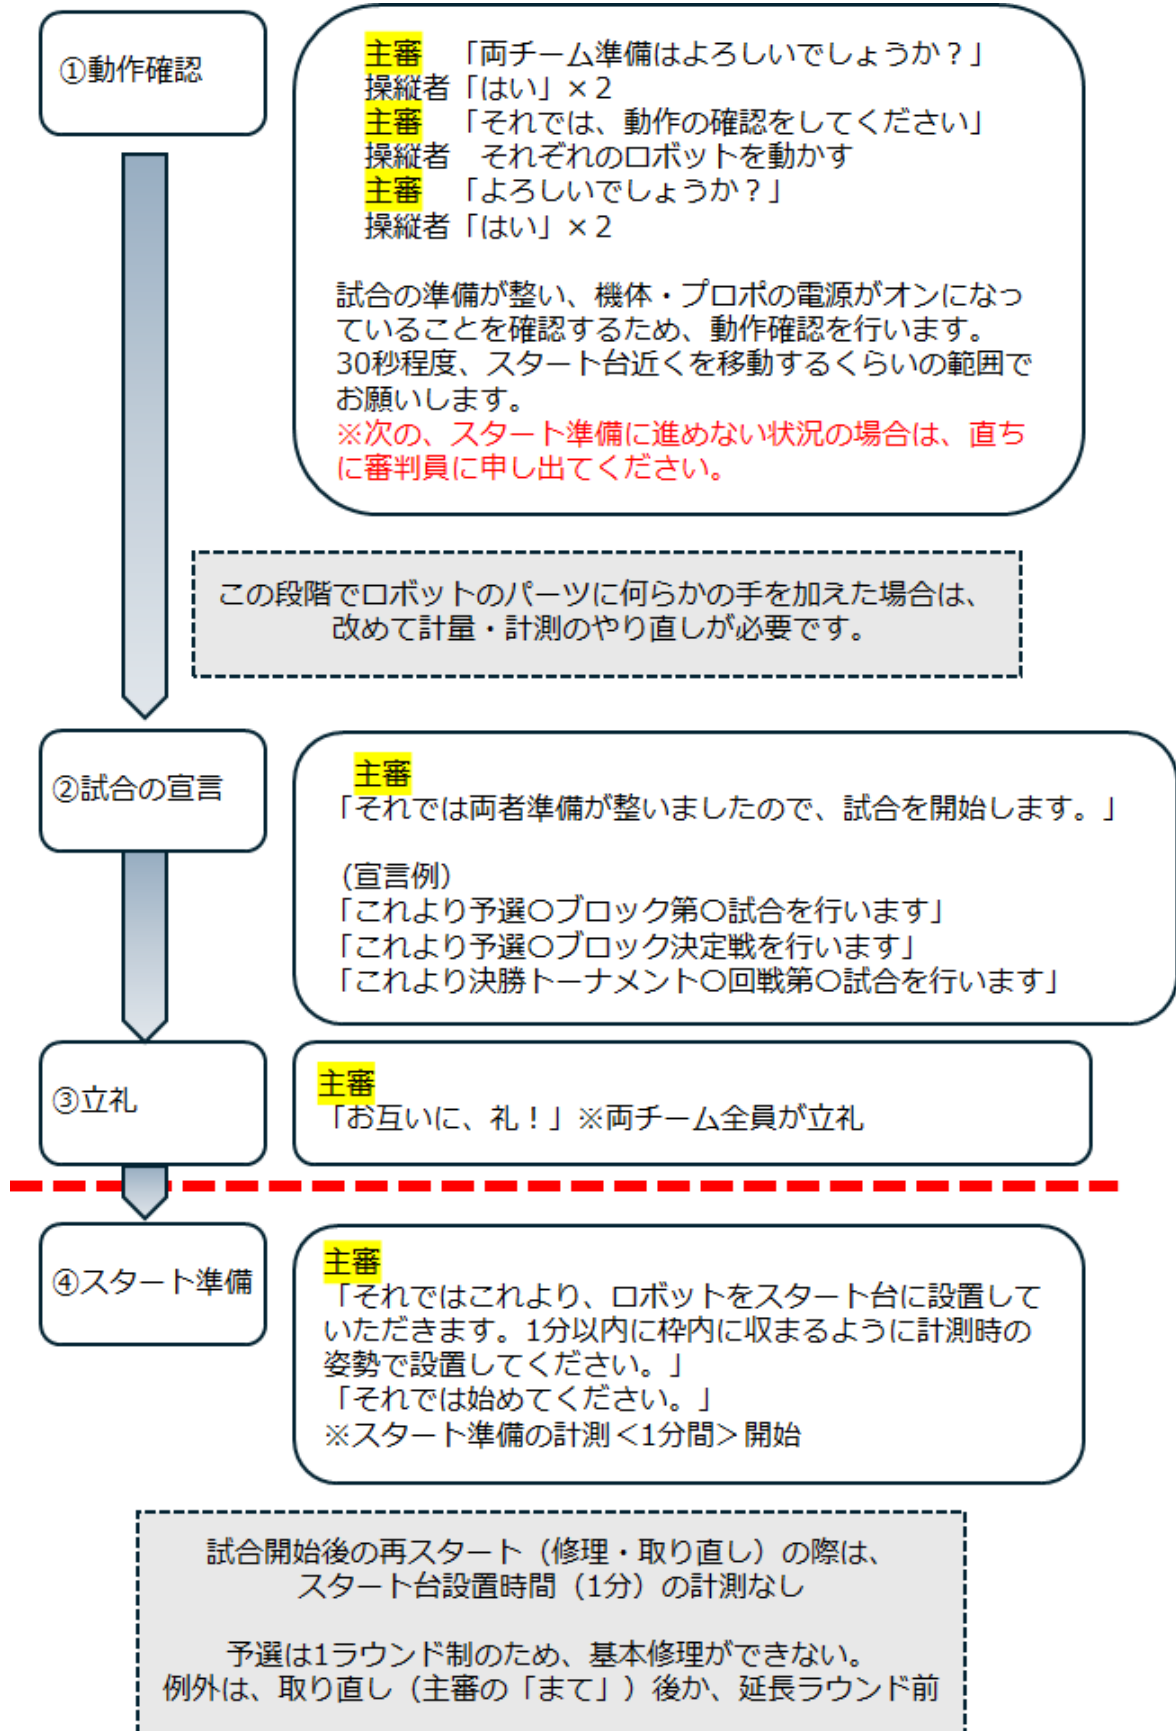 ①動作確認
主審　「両チーム準備はよろしいでしょうか？」
操縦者「はい」×２
主審　「それでは、動作の確認をしてください」
操縦者　それぞれのロボットを動かす
主審　「よろしいでしょうか？」
操縦者「はい」×２
試合の準備が整い、機体・プロポの電源がオンになっ
ていることを確認するため、動作確認を行います。
30秒程度、スタート台近くを移動するくらいの範囲で
お願いします。
※次の、スタート準備に進めない状況の場合は、直ち
に審判員に申し出てください。
この段階でロボットのパーツに何らかの手を加えた場合は、
改めて計量・計測のやり直しが必要です。
②試合の宣言
主審
「それでは両者準備が整いましたので、試合を開始します。」
（宣言例）
「これより予選〇ブロック第〇試合を行います」
「これより予選〇ブロック決定戦を行います」
「これより決勝トーナメント〇回戦第〇試合を行います」
③立礼
主審
「お互いに、礼！」※両チーム全員が立礼
④スタート準備
主審
「それではこれより、ロボットをスタート台に設置して
いただきます。1分以内に枠内に収まるように計測時の
姿勢で設置してください。」
「それでは始めてください。」
※スタート準備の計測＜1分間＞開始
試合開始後の再スタート（修理・取り直し）の際は、
スタート台設置時間（1分）の計測なし
予選は1ラウンド制のため、基本修理ができない。
例外は、取り直し（主審の「まて」）後か、延長ラウンド前